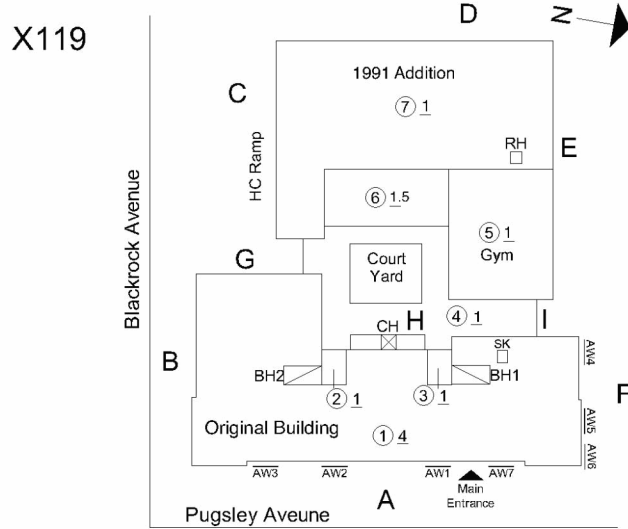 D
N
X119
1991 Addition
C
7 1
RH
E
HC Ramp
6 1.5
5 1
Gym
Blackrock Avenue
G
Court
Yard
4 1
H
I
CH
SK
AW4
B
BH2
BH1
F
2 1
3 1
AW5
Original Building
1 4
AW6
AW3
AW2
AW1
AW7
A
Main
Entrance
Pugsley Aveune